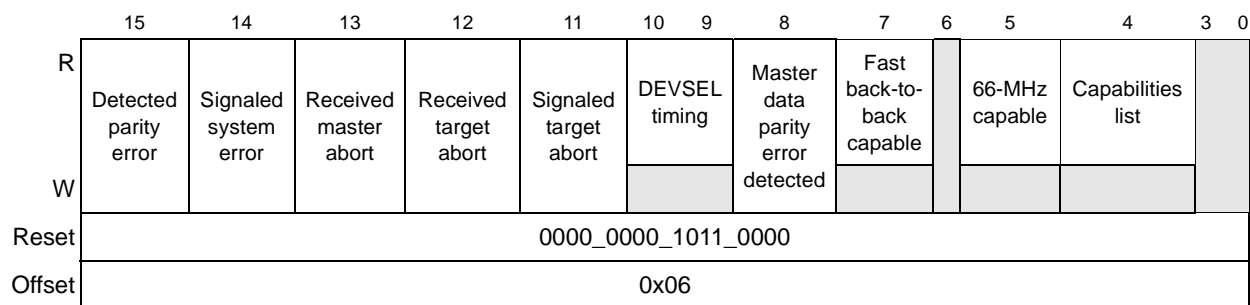 15 14 13 12 11 10 9 8 7 6 5 4 3 0
R
W
Detected
parity
error
Signaled
system
error
Received
master
abort
Received
target
abort
Signaled
target
abort
DEVSEL
timing
Master
data
parity
error
detected
Fast
back-to-
back
capable
66-MHz
capable
Capabilities
list
Reset 0000_0000_1011_0000
Offset 0x06